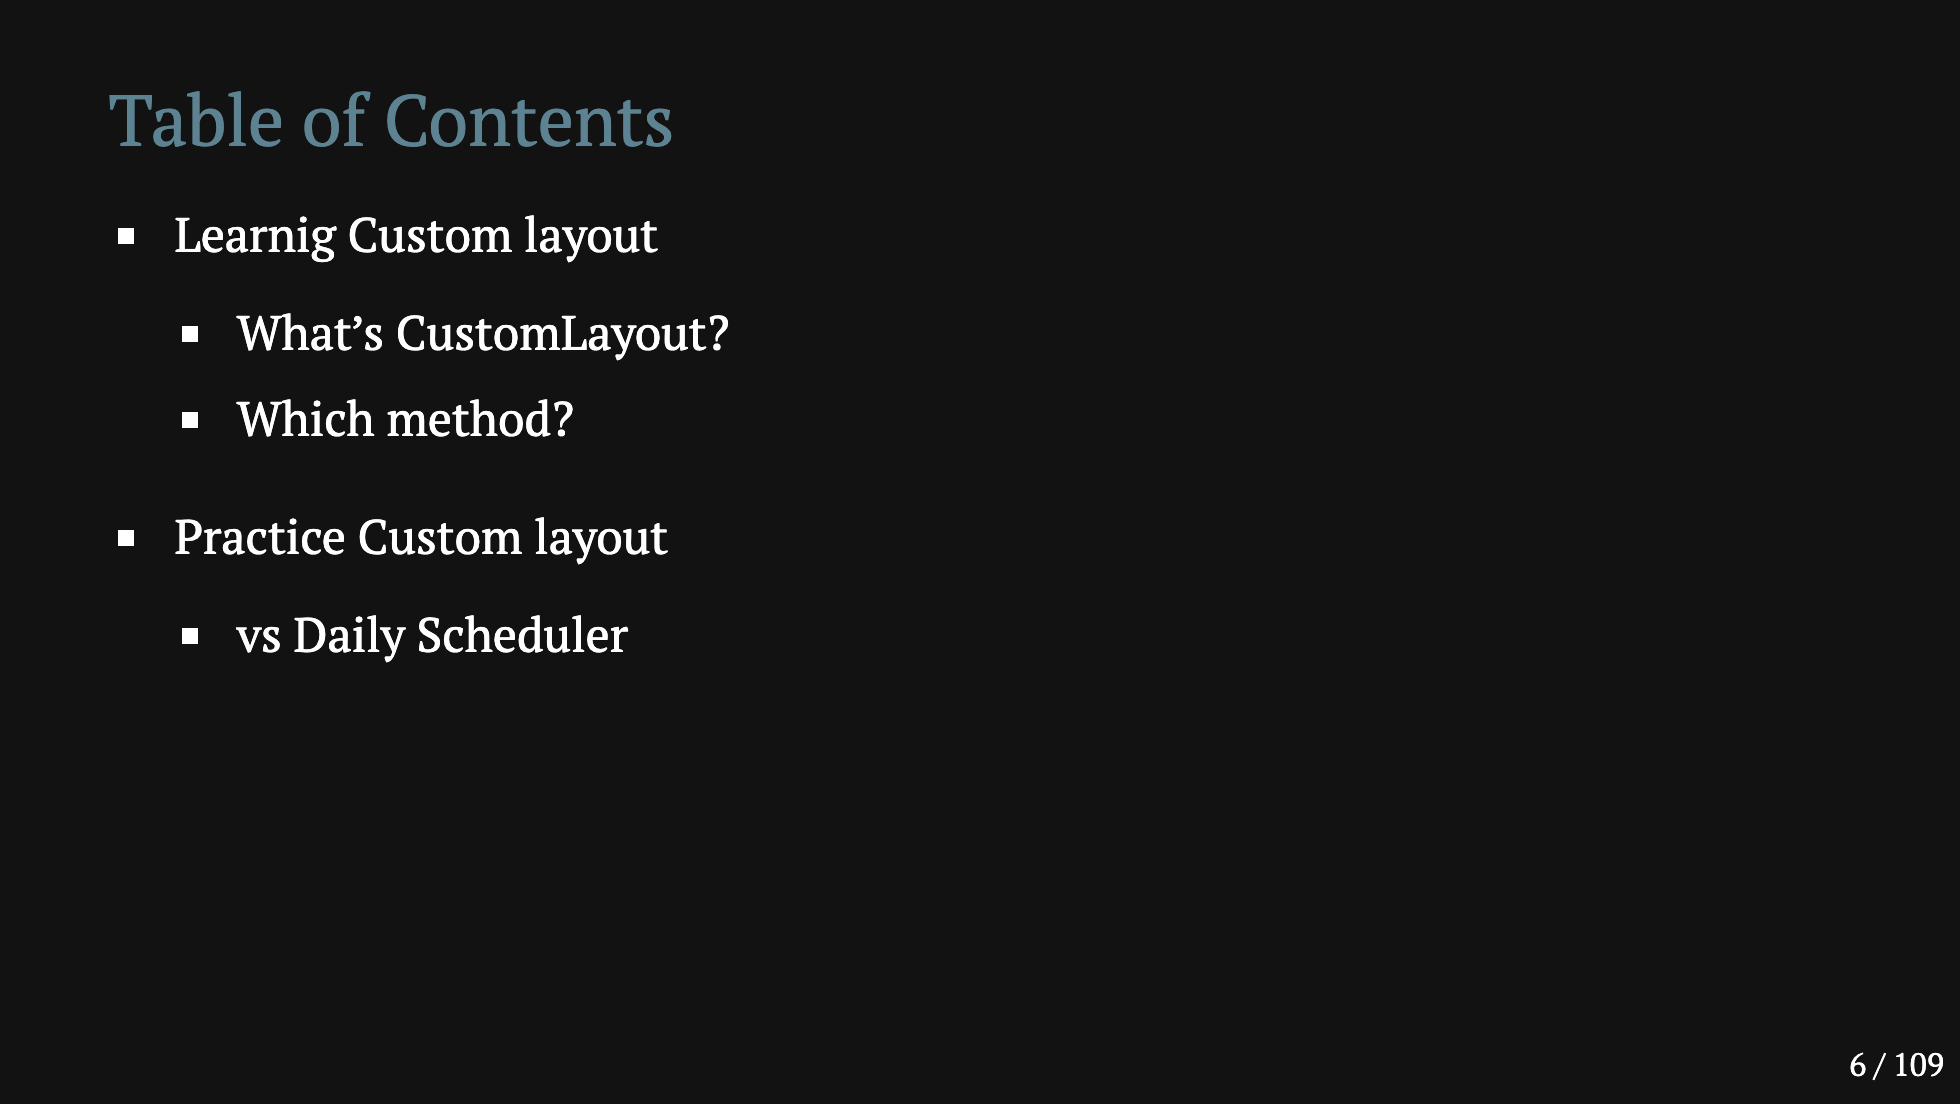 Table of Contents
Learnig Custom layout
What’s CustomLayout?
Which method?
Practice Custom layout
vs Daily Scheduler
6 / 109